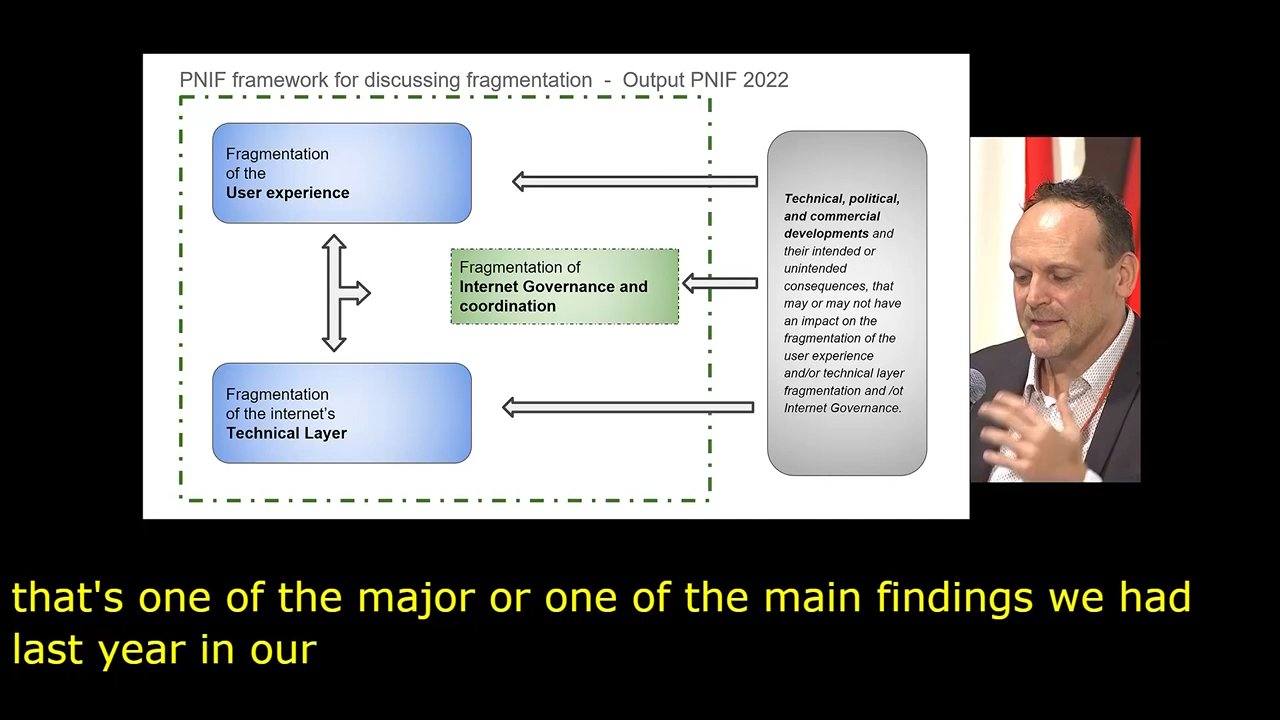 PNIF framework for discussing fragmentation - Output PNIF 2022
Fragmentation
of the
User experience
Fragmentation of
Internet Governance and
coordination
Fragmentation
of the internet's
Technical Layer
Technical, political,
and commercial
developments and
their intended or
unintended
consequences, that
may or may not have
an impact on the
fragmentation of the
user experience
and/or technical layer
fragmentation and /ot
Internet Governance.
that's one of the major or one of the main findings we had
last year in our